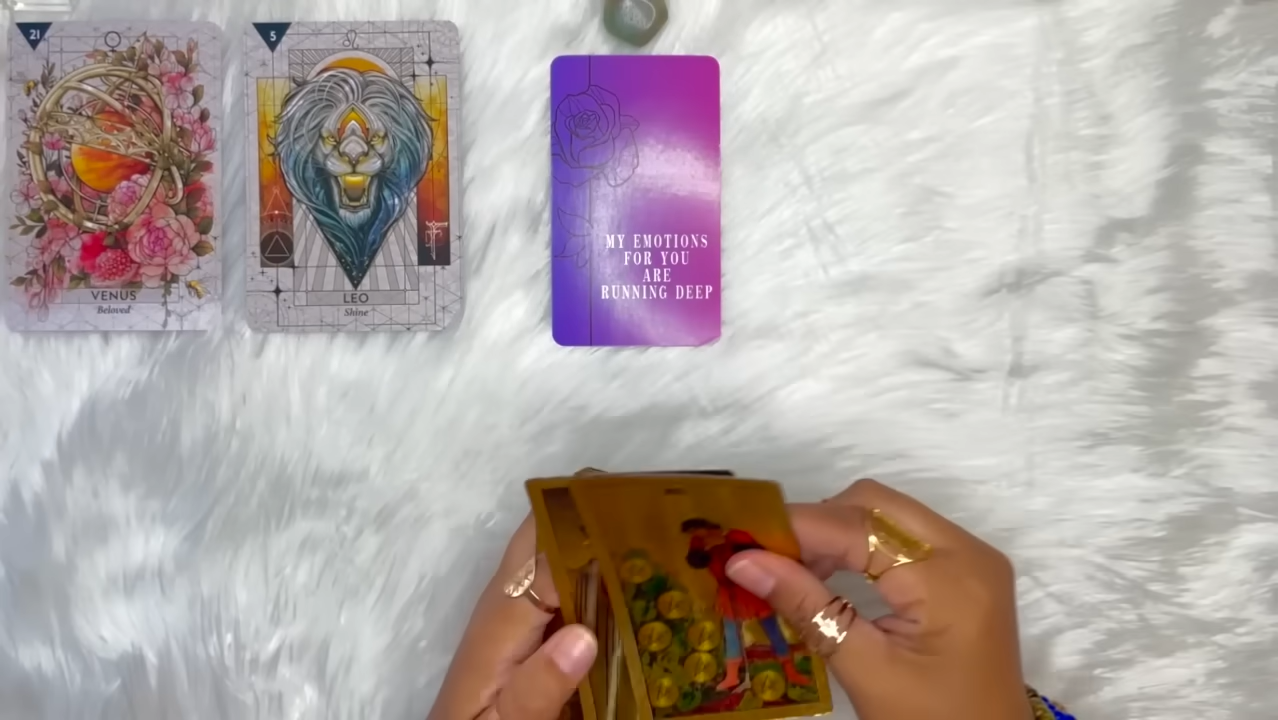 21
VENUS
Beloved
5
LEO
Shine
MY EMOTIONS
FOR YOU
ARE
RUNNING DEEP